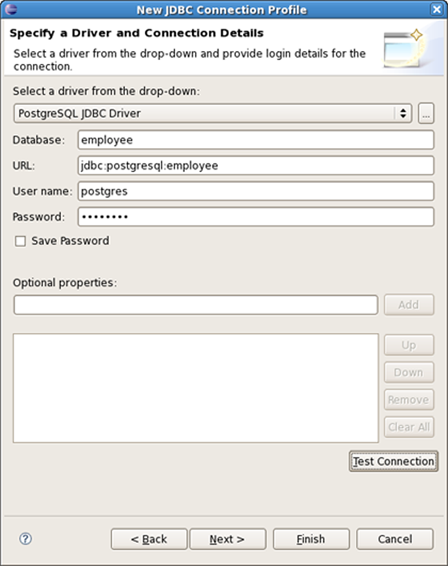 New JDBC Connection Profile
Specify a Driver and Connection Details
Select a driver from the drop-down and provide login details for the
connection.
Select a driver from the drop-down:
PostgreSQL JDBC Driver
...
Database: employee
URL: jdbc:postgresql:employee
User name: postgres
Password: ••••••••
Save Password
Optional properties:
Add
Up
Down
Remove
Clear All
Test Connection
? < Back Next > Finish Cancel